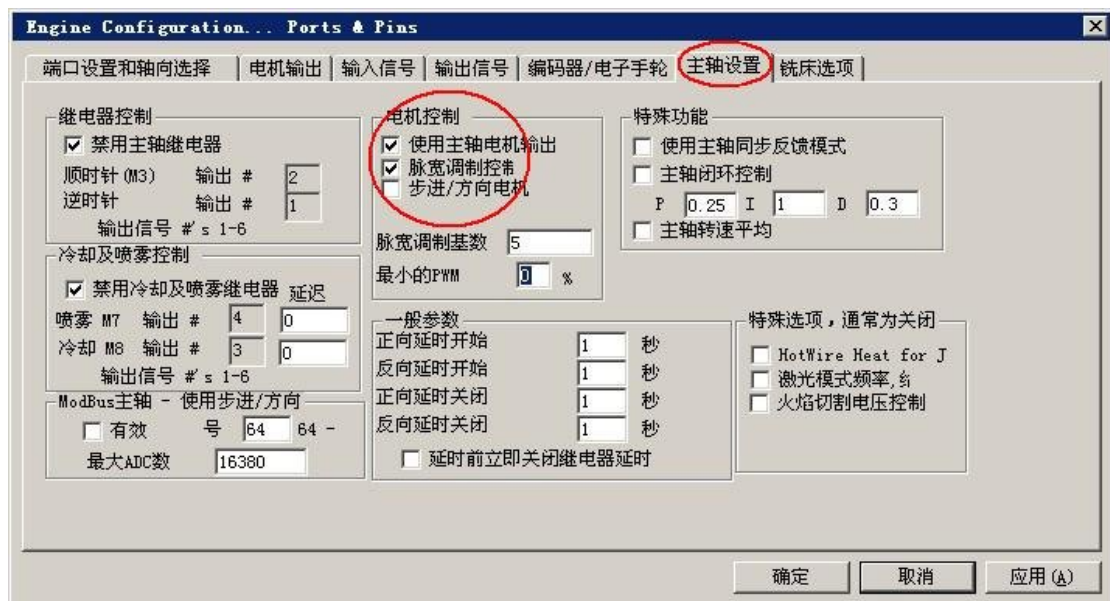 Engine Configuration... Ports & Pins
端口设置和轴向选择 电机输出 输入信号 输出信号 编码器/电子手轮 主轴设置 铣床选项
继电器控制
禁用主轴继电器
顺时针(M3) 输出 # 2
逆时针 输出 # 1
输出信号 #'s 1-6
冷却及喷雾控制
禁用冷却及喷雾继电器 延迟
喷雾 M7 输出 # 4 0
冷却 M8 输出 # 3 0
输出信号 #'s 1-6
ModBus主轴 - 使用步进/方向
有效 号 64 64 -
最大ADC数 16380
电机控制
使用主轴电机输出
脉宽调制控制
步进/方向电机
脉宽调制基数 5
最小的PWM 0 %
一般参数
正向延时开始 1 秒
反向延时开始 1 秒
正向延时关闭 1 秒
反向延时关闭 1 秒
延时前立即关闭继电器延时
特殊功能
使用主轴同步反馈模式
主轴闭环控制
P 0.25 I 1 D 0.3
主轴转速平均
特殊选项,通常为关闭
HotWire Heat for J
激光模式频率,
火焰切割电压控制
确定 取消 应用(A)